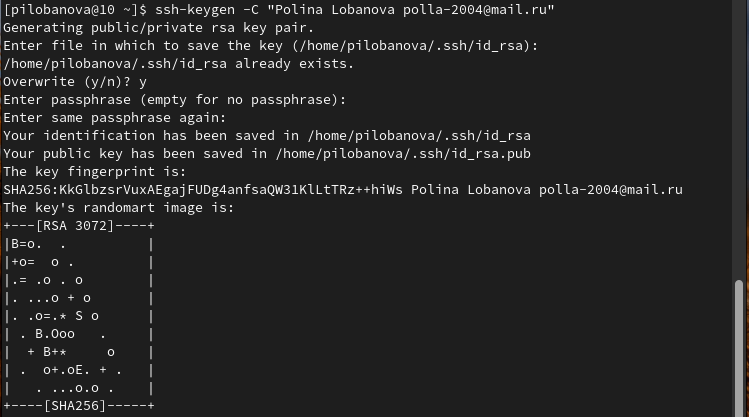 [pilobanova@10 ~]$ ssh-keygen -C "Polina Lobanova polla-2004@mail.ru"
Generating public/private rsa key pair.
Enter file in which to save the key (/home/pilobanova/.ssh/id_rsa):
/home/pilobanova/.ssh/id_rsa already exists.
Overwrite (y/n)? y
Enter passphrase (empty for no passphrase):
Enter same passphrase again:
Your identification has been saved in /home/pilobanova/.ssh/id_rsa
Your public key has been saved in /home/pilobanova/.ssh/id_rsa.pub
The key fingerprint is:
SHA256:KkGlbzsrVuxAEgajFUDg4anfsaQW31KlLtTRz++hiWs Polina Lobanova polla-2004@mail.ru
The key's randomart image is:
+---[RSA 3072]----+
|B=o.  .          |
|+o=  o .         |
|.= .o . o        |
|. ...o + o       |
|. .o=.* S o      |
| . B.Ooo   .     |
|  + B+*     o    |
| .  o+.oE. + .   |
|   . ...o.o .    |
+----[SHA256]-----+